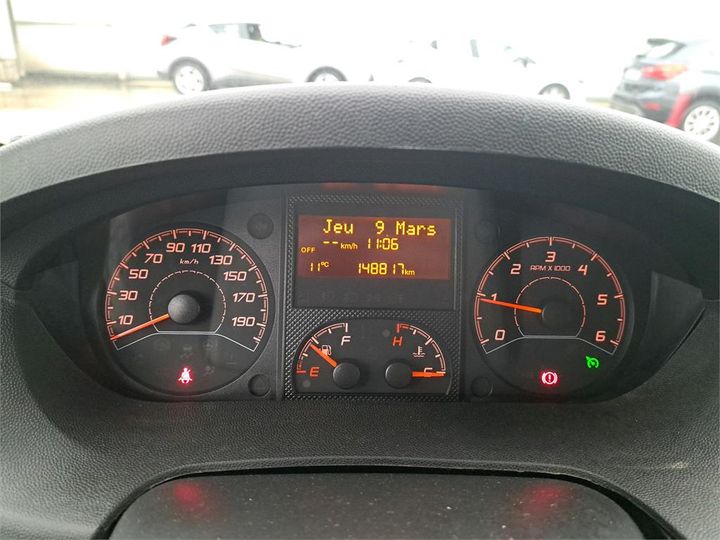 Jeu 9 Mars
OFF --km/h 11:06
11°C 148817km
10 30 50 70 90 110 130 150 170 190
km/h
0 1 2 3 4 5 6
RPM X 1000
E F
H C